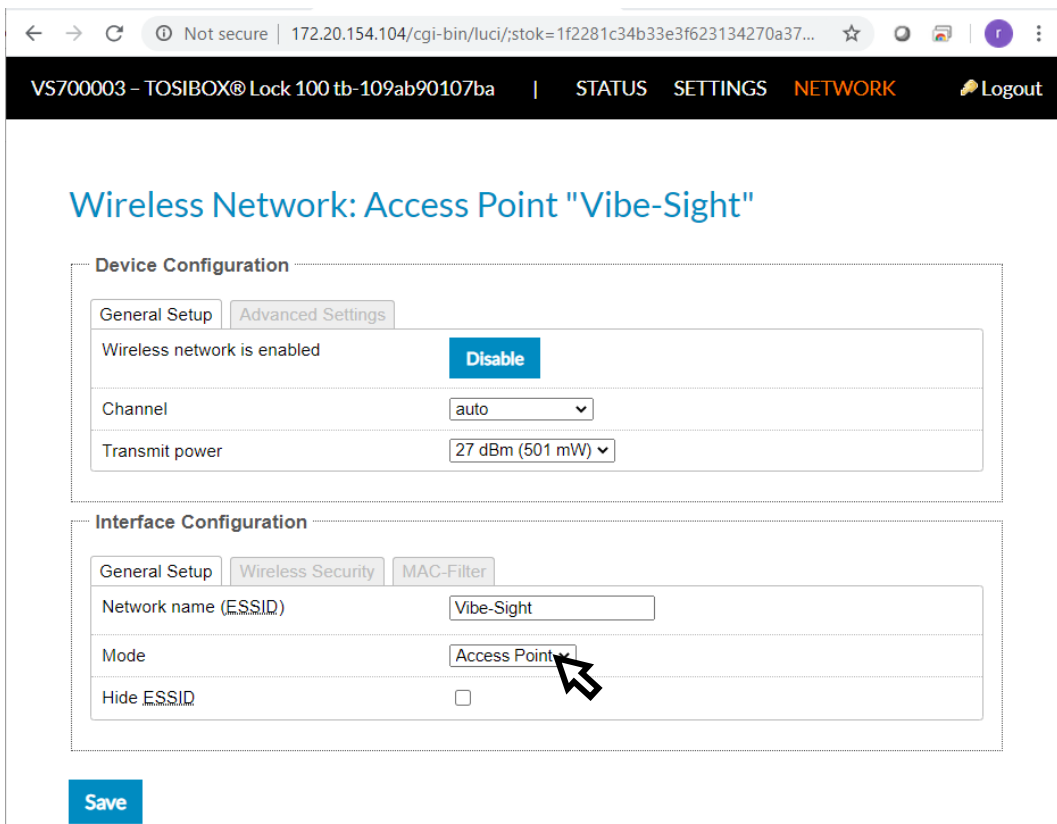 Not secure | 172.20.154.104/cgi-bin/luci/;stok=1f2281c34b33e3f623134270a37... r
VS700003 – TOSIBOX® Lock 100 tb-109ab90107ba | STATUS SETTINGS NETWORK Logout
Wireless Network: Access Point "Vibe-Sight"
Device Configuration
General Setup Advanced Settings
Wireless network is enabled Disable
Channel auto
Transmit power 27 dBm (501 mW)
Interface Configuration
General Setup Wireless Security MAC-Filter
Network name (ESSID) Vibe-Sight
Mode Access Point
Hide ESSID
Save